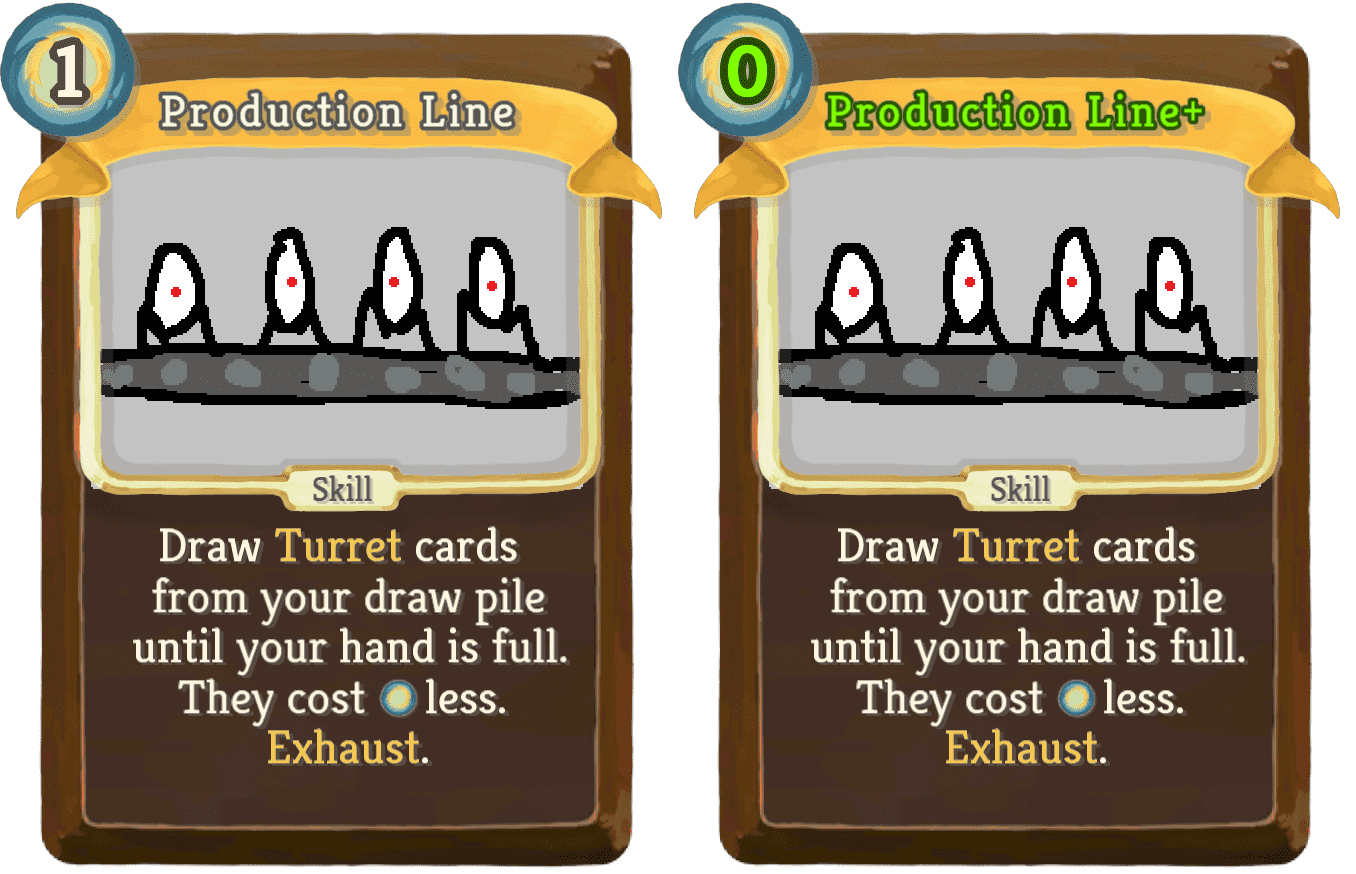 1
Production Line
Skill
Draw Turret cards
from your draw pile
until your hand is full.
They cost less.
Exhaust.
0
Production Line+
Skill
Draw Turret cards
from your draw pile
until your hand is full.
They cost less.
Exhaust.